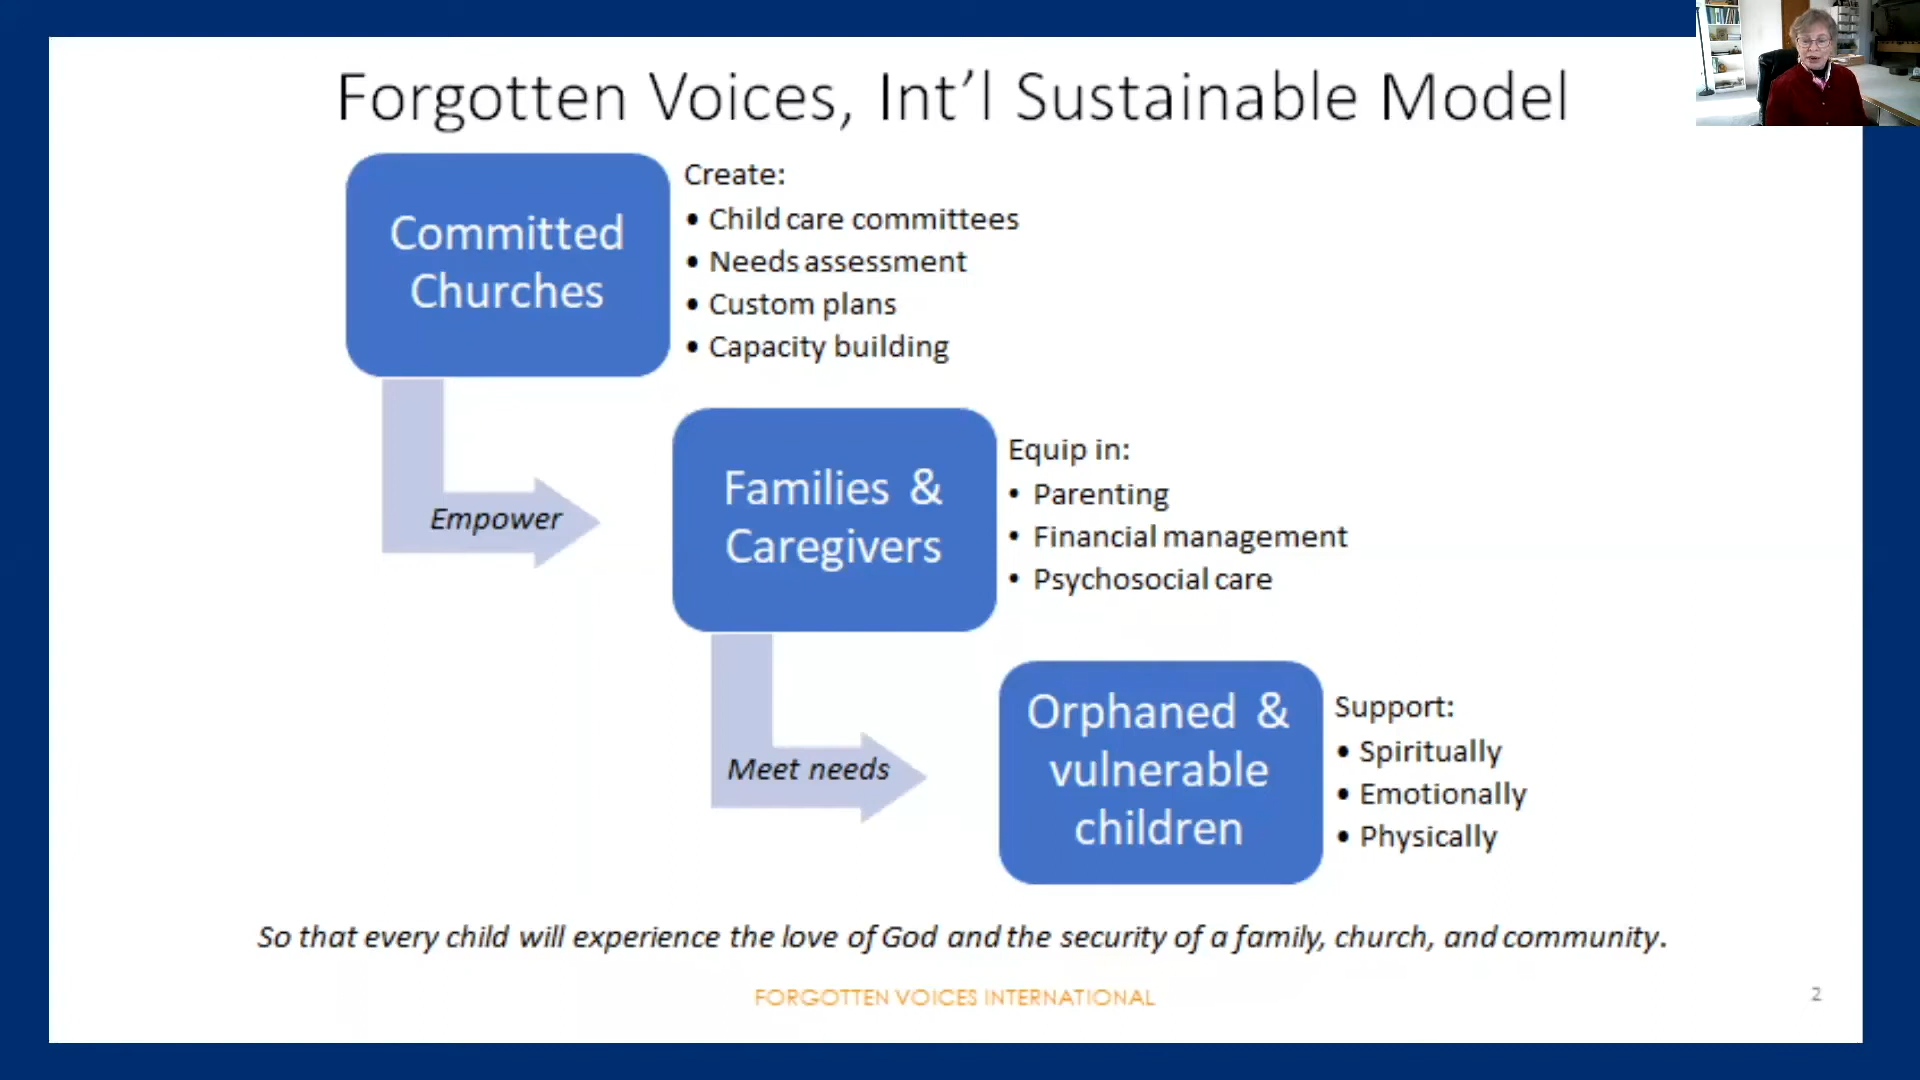 Forgotten Voices, Int'l Sustainable Model
Committed
Churches
Create:
• Child care committees
• Needs assessment
• Custom plans
• Capacity building
Empower
Families &
Caregivers
Equip in:
• Parenting
• Financial management
• Psychosocial care
Meet needs
Orphaned &
vulnerable
children
Support:
• Spiritually
• Emotionally
• Physically
So that every child will experience the love of God and the security of a family, church, and community.
FORGOTTEN VOICES INTERNATIONAL
2